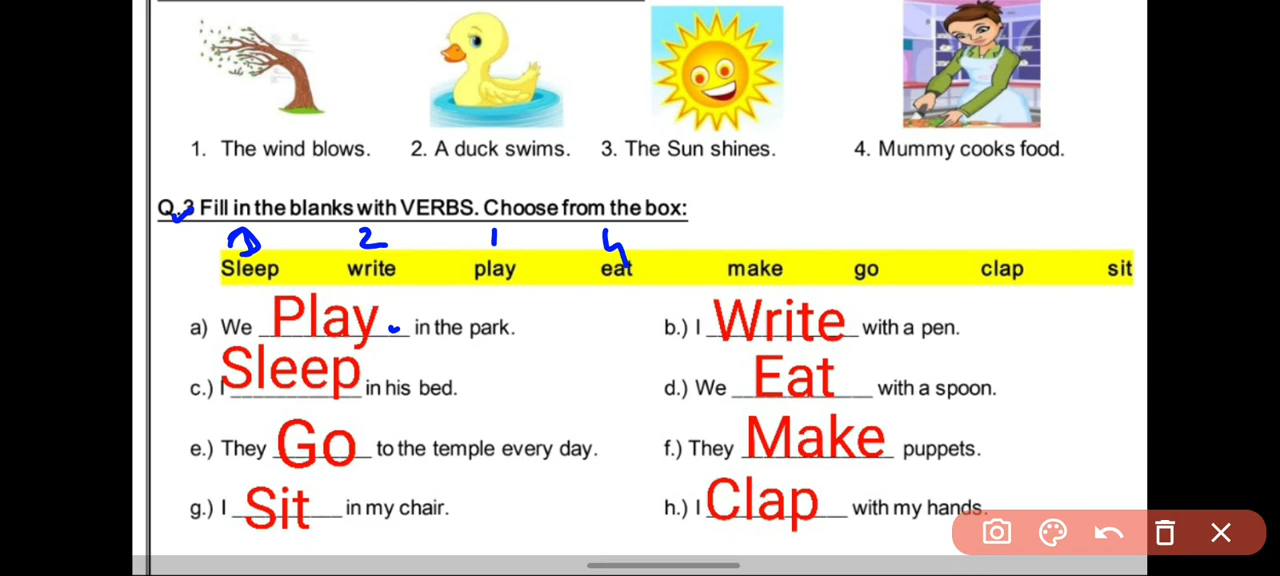 1. The wind blows. 2. A duck swims. 3. The Sun shines. 4. Mummy cooks food.
Q.3 Fill in the blanks with VERBS. Choose from the box:
3 2 1 4
Sleep write play eat make go clap sit
a) We Play. in the park. b.) I Write with a pen.
c.) I Sleep in his bed. d.) We Eat with a spoon.
e.) They Go to the temple every day. f.) They Make puppets.
g.) I Sit in my chair. h.) I Clap with my hands.